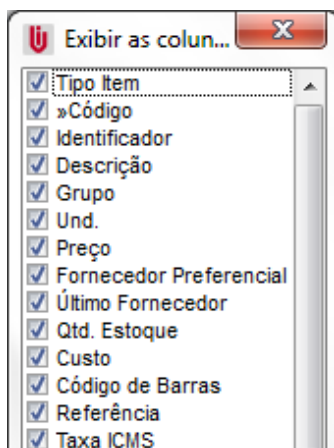 Exibir as colun...
Tipo Item
»Código
Identificador
Descrição
Grupo
Und.
Preço
Fornecedor Preferencial
Último Fornecedor
Qtd. Estoque
Custo
Código de Barras
Referência
Taxa ICMS